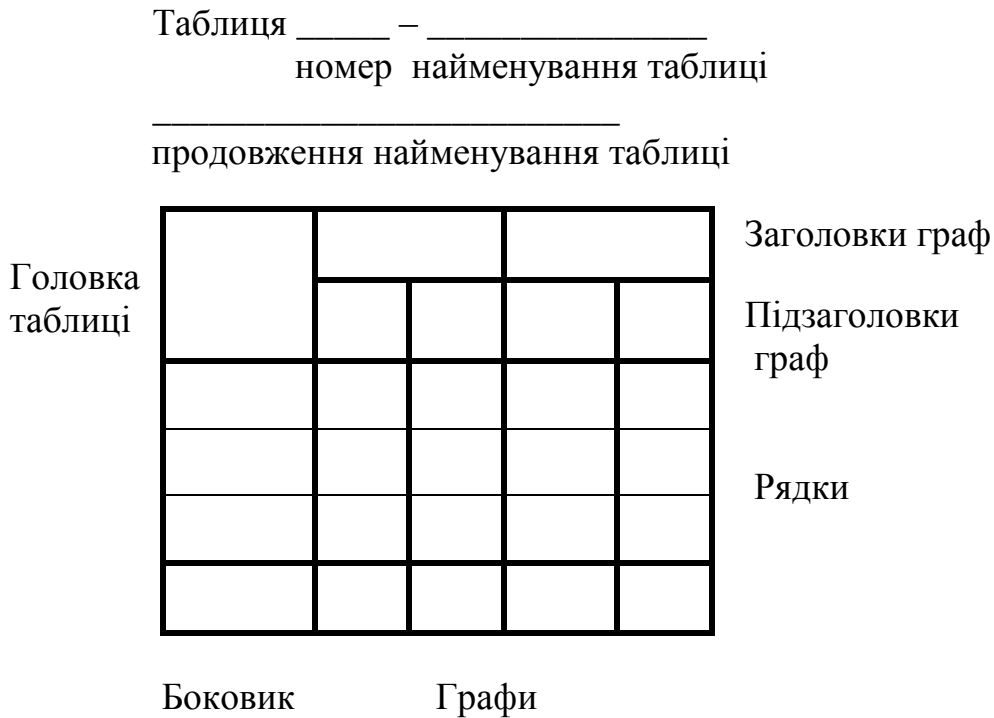 Таблиця _____ – _______________
номер найменування таблиці
_________________________
продовження найменування таблиці
Заголовки граф
Головка
таблиці
Підзаголовки
граф
Рядки
Боковик Графи